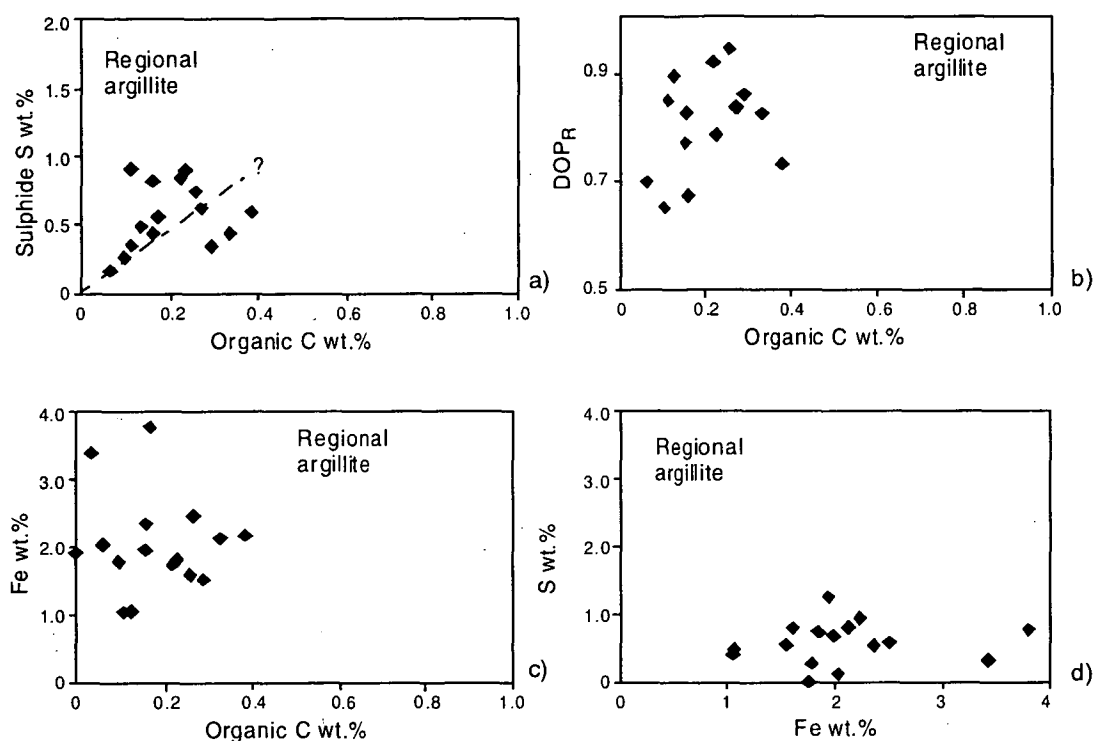 2.0
Regional
argillite
1.5
1.0
0.5
0
Sulphide S wt.%
?
0 0.2 0.4 0.6 0.8 1.0
Organic C wt.%
a)
Regional
argillite
0.9
0.7
0.5
DOPR
0 0.2 0.4 0.6 0.8 1.0
Organic C wt.%
b)
4.0
Regional
argillite
3.0
2.0
1.0
0
Fe wt.%
0 0.2 0.4 0.6 0.8 1.0
Organic C wt.%
c)
4.0
Regional
argillite
3.0
2.0
1.0
0
S wt.%
0 1 2 3 4
Fe wt.%
d)